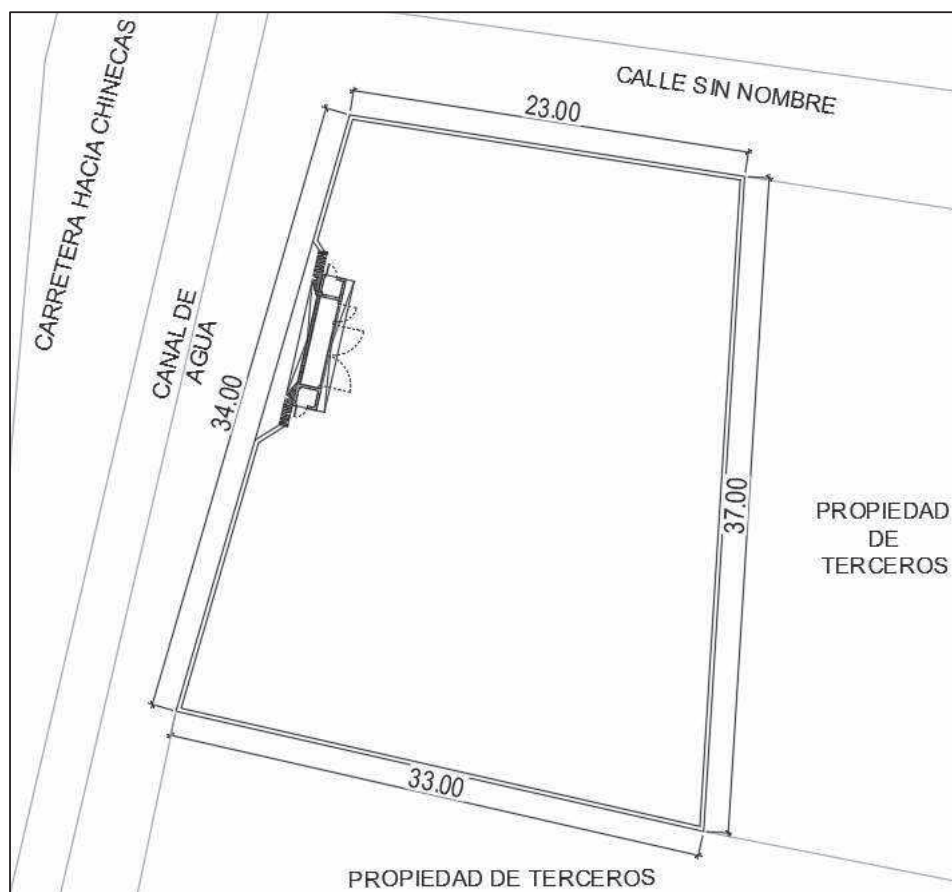 CARRETERA HACIA CHINECAS
CALLE SIN NOMBRE
23.00
CANAL DE
AGUA
34.00
37.00
PROPIEDAD
DE
TERCEROS
33.00
PROPIEDAD DE TERCEROS